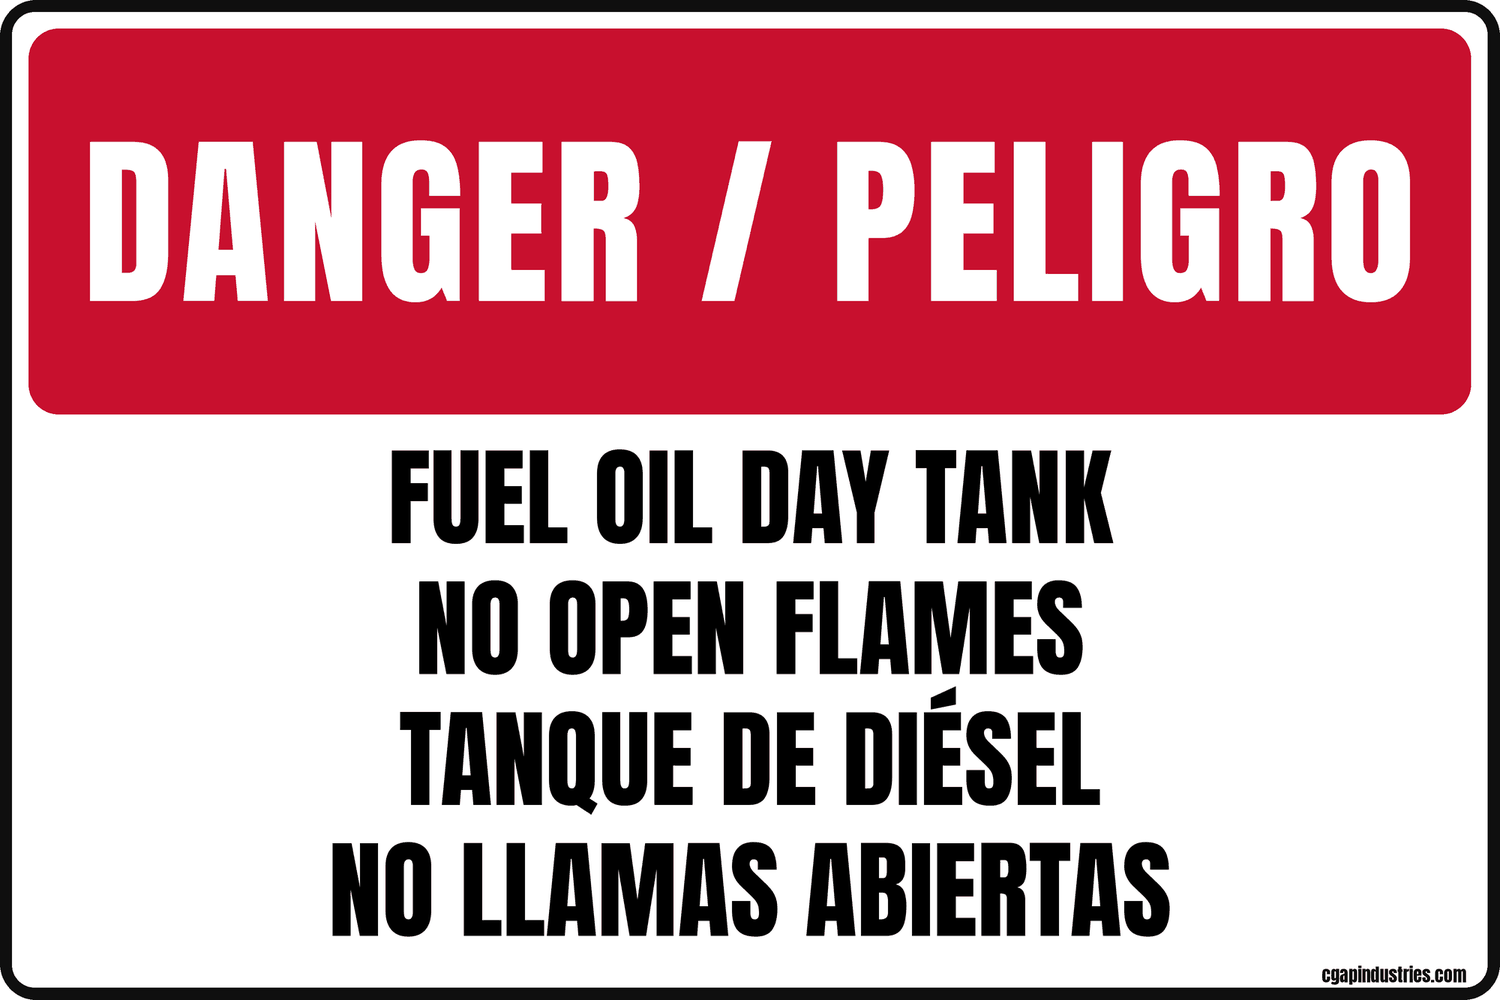 DANGER / PELIGRO
FUEL OIL DAY TANK
NO OPEN FLAMES
TANQUE DE DIÉSEL
NO LLAMAS ABIERTAS
cgapindustries.com